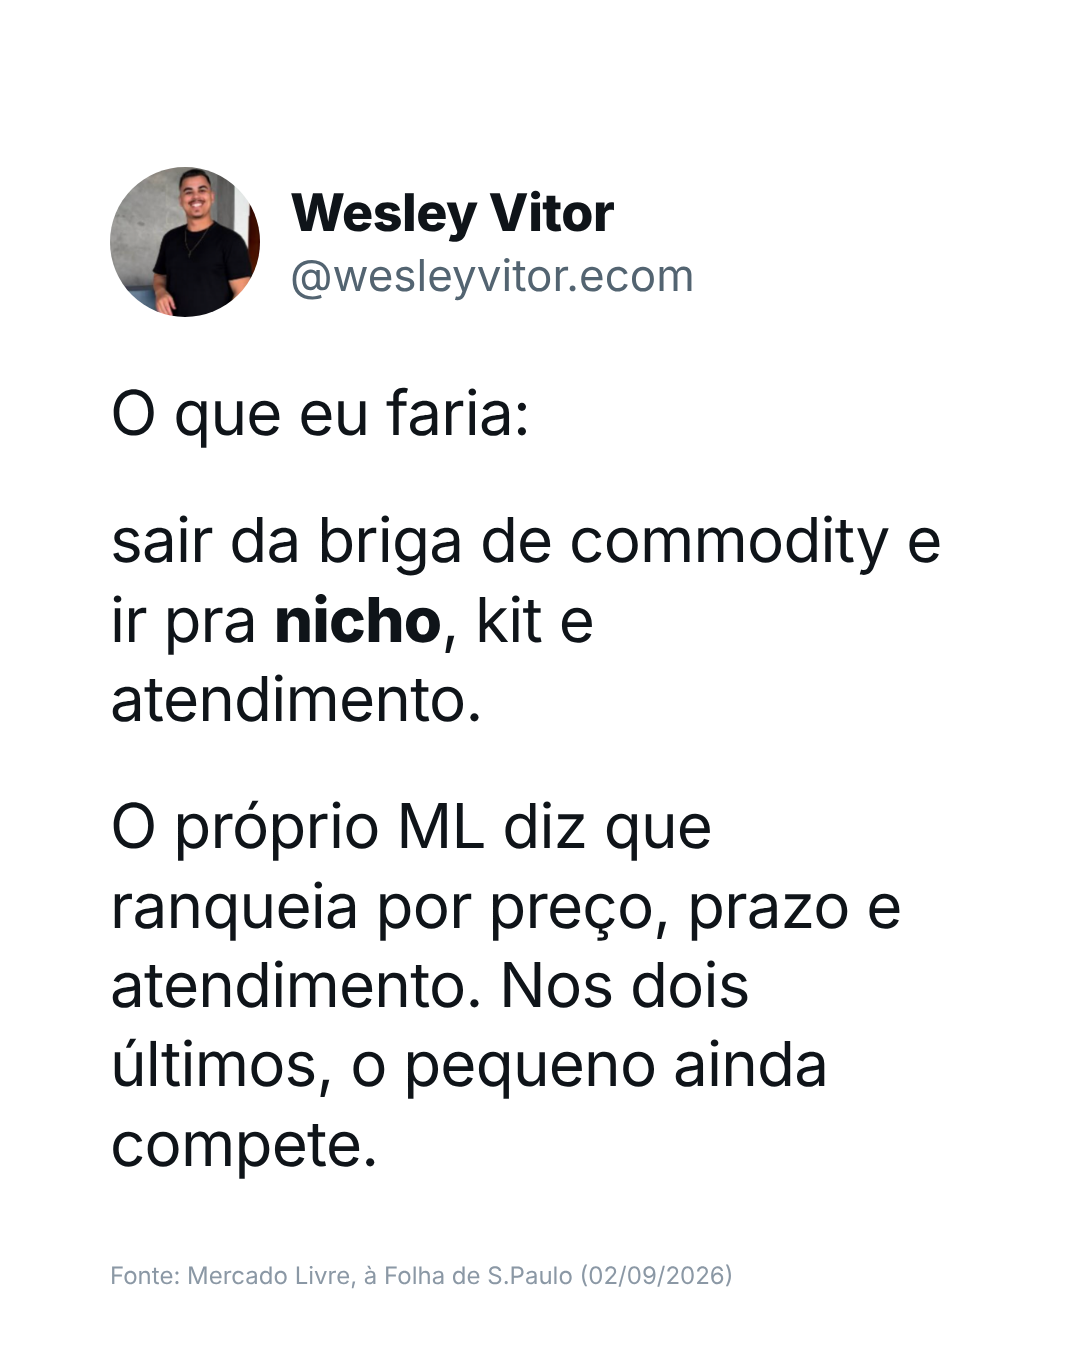 Wesley Vitor
@wesleyvitor.ecom
O que eu faria:
sair da briga de commodity e
ir pra nicho, kit e
atendimento.
O próprio ML diz que
ranqueia por preço, prazo e
atendimento. Nos dois
últimos, o pequeno ainda
compete.
Fonte: Mercado Livre, à Folha de S.Paulo (02/09/2026)